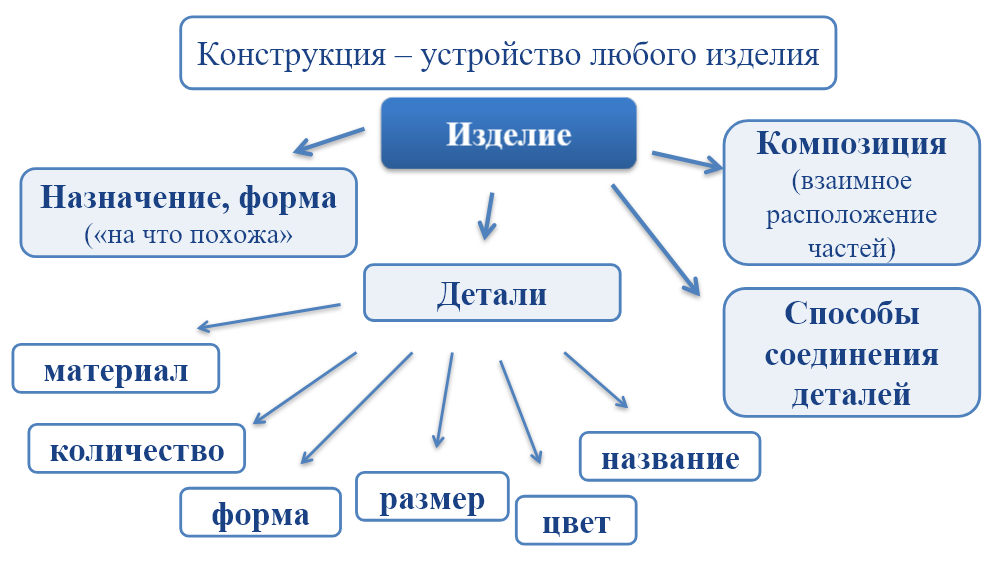 Конструкция – устройство любого изделия
Изделие
Назначение, форма
(«на что похожа»
Композиция
(взаимное
расположение
частей)
Детали
Способы
соединения
деталей
материал
количество
форма
размер
цвет
название